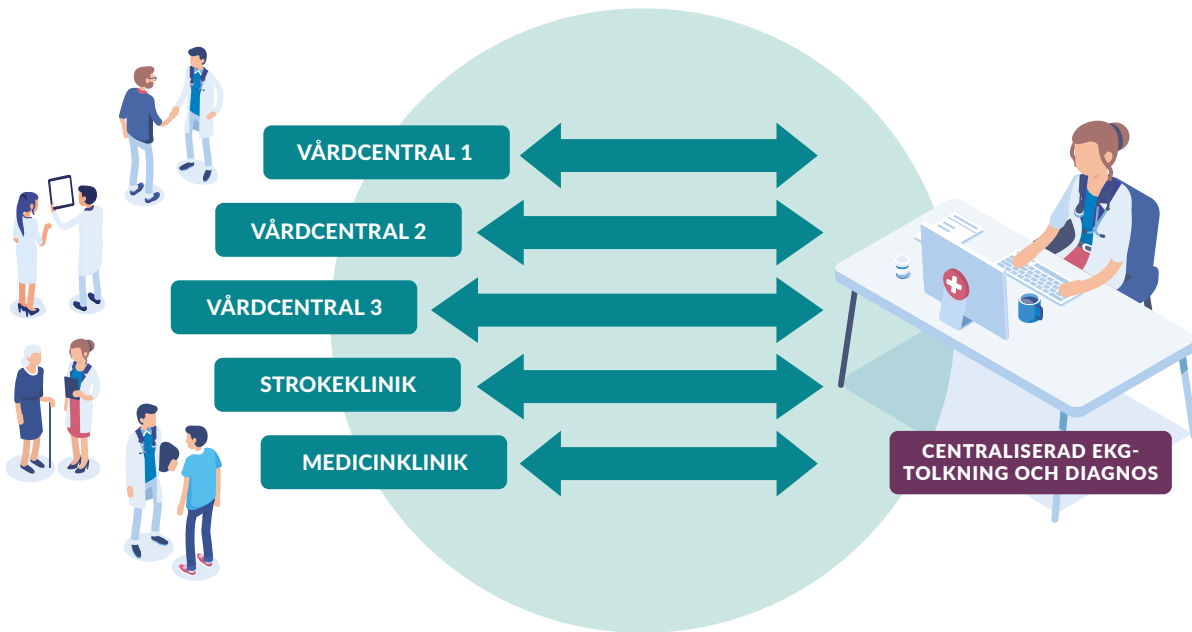 VÅRDCENTRAL 1
VÅRDCENTRAL 2
VÅRDCENTRAL 3
STROKEKLINIK
MEDICINKLINIK
CENTRALISERAD EKG-
TOLKNING OCH DIAGNOS